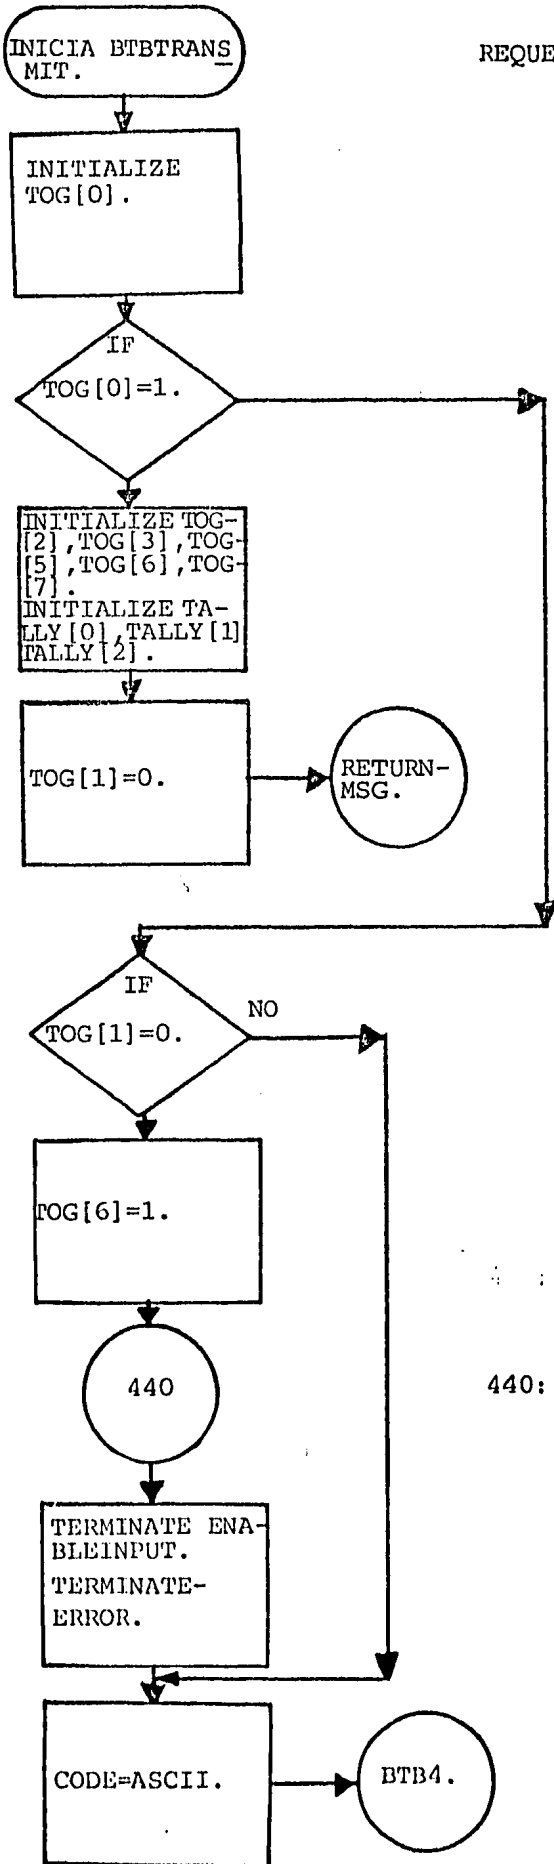 INICIA BTBTRANS
MIT.
REQUE
INITIALIZE
TOG[0].
IF
TOG[0]=1.
INITIALIZE TOG-
[2],TOG[3],TOG-
[5],TOG[6],TOG-
[7].
INITIALIZE TA-
LLY[0],TALLY[1]
TALLY[2].
TOG[1]=0.
RETURN-
MSG.
IF
TOG[1]=0.
NO
TOG[6]=1.
440
440:
TERMINATE ENA-
BLEINPUT.
TERMINATE-
ERROR.
CODE=ASCII.
BTB4.